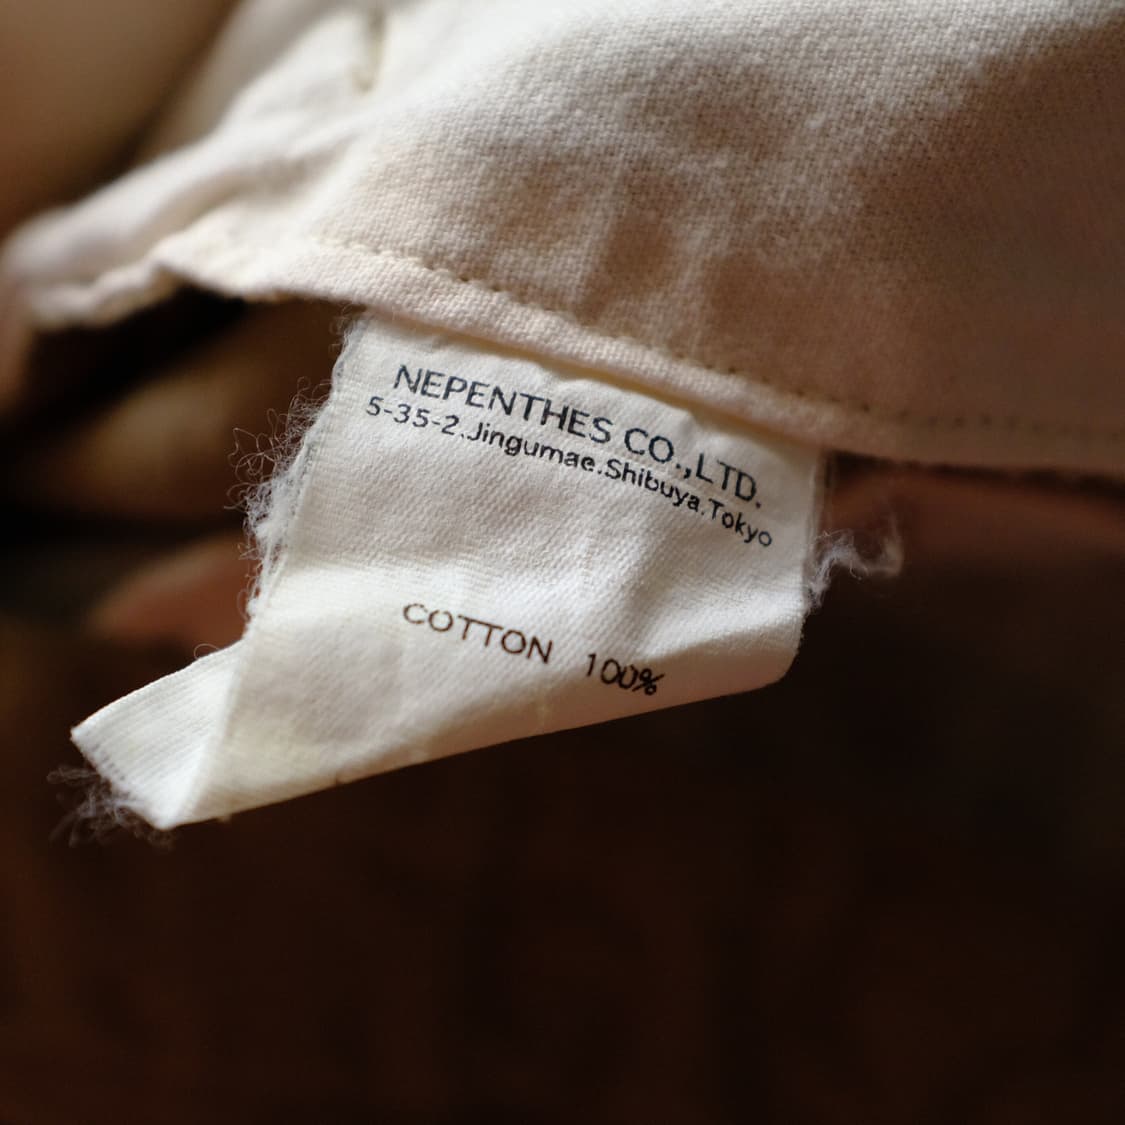 NEPENTHES CO.,LTD.
5-35-2.Jingumae.Shibuya.Tokyo
COTTON 100%